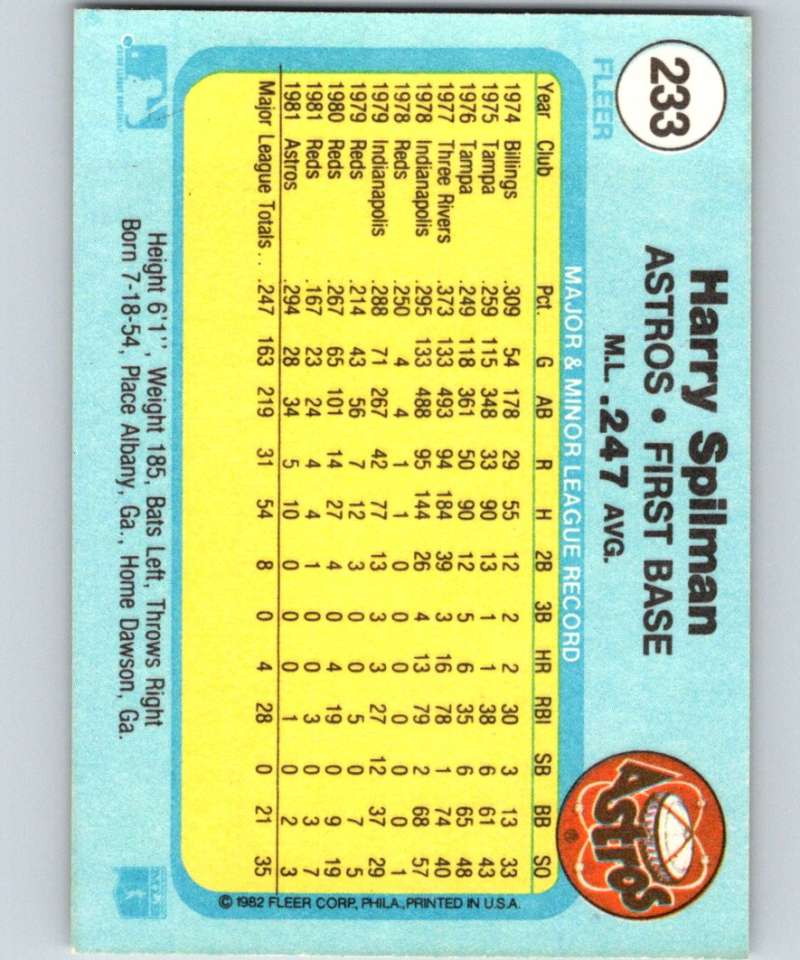 233
FLEER
Harry Spilman
ASTROS • FIRST BASE
M.L. .247 AVG.
Astros
MAJOR & MINOR LEAGUE RECORD
Year Club Pct. G AB R H 2B 3B HR RBI SB BB SO
1974 Billings .309 54 178 29 55 12 2 2 30 3 13 33
1975 Tampa .259 115 348 33 90 13 1 1 38 6 61 43
1976 Tampa .249 118 361 50 90 12 5 6 35 6 65 48
1977 Three Rivers .373 133 493 94 184 39 3 16 78 1 74 40
1978 Indianapolis .295 133 488 95 144 26 4 13 79 2 68 57
1978 Reds .250 4 4 1 1 0 0 0 0 0 0 1
1979 Indianapolis .288 71 267 42 77 13 3 3 27 12 37 29
1979 Reds .214 43 56 7 12 3 0 0 5 0 7 5
1980 Reds .267 65 101 14 27 4 0 4 19 0 9 19
1981 Reds .167 23 24 4 4 1 0 0 3 0 3 7
1981 Astros .294 28 34 5 10 0 0 0 1 0 2 3
Major League Totals . . .247 163 219 31 54 8 0 4 28 0 21 35
© 1982 FLEER CORP., PHILA., PRINTED IN U.S.A.
Height 6'1'', Weight 185, Bats Left, Throws Right
Born 7-18-54, Place Albany, Ga., Home Dawson, Ga.